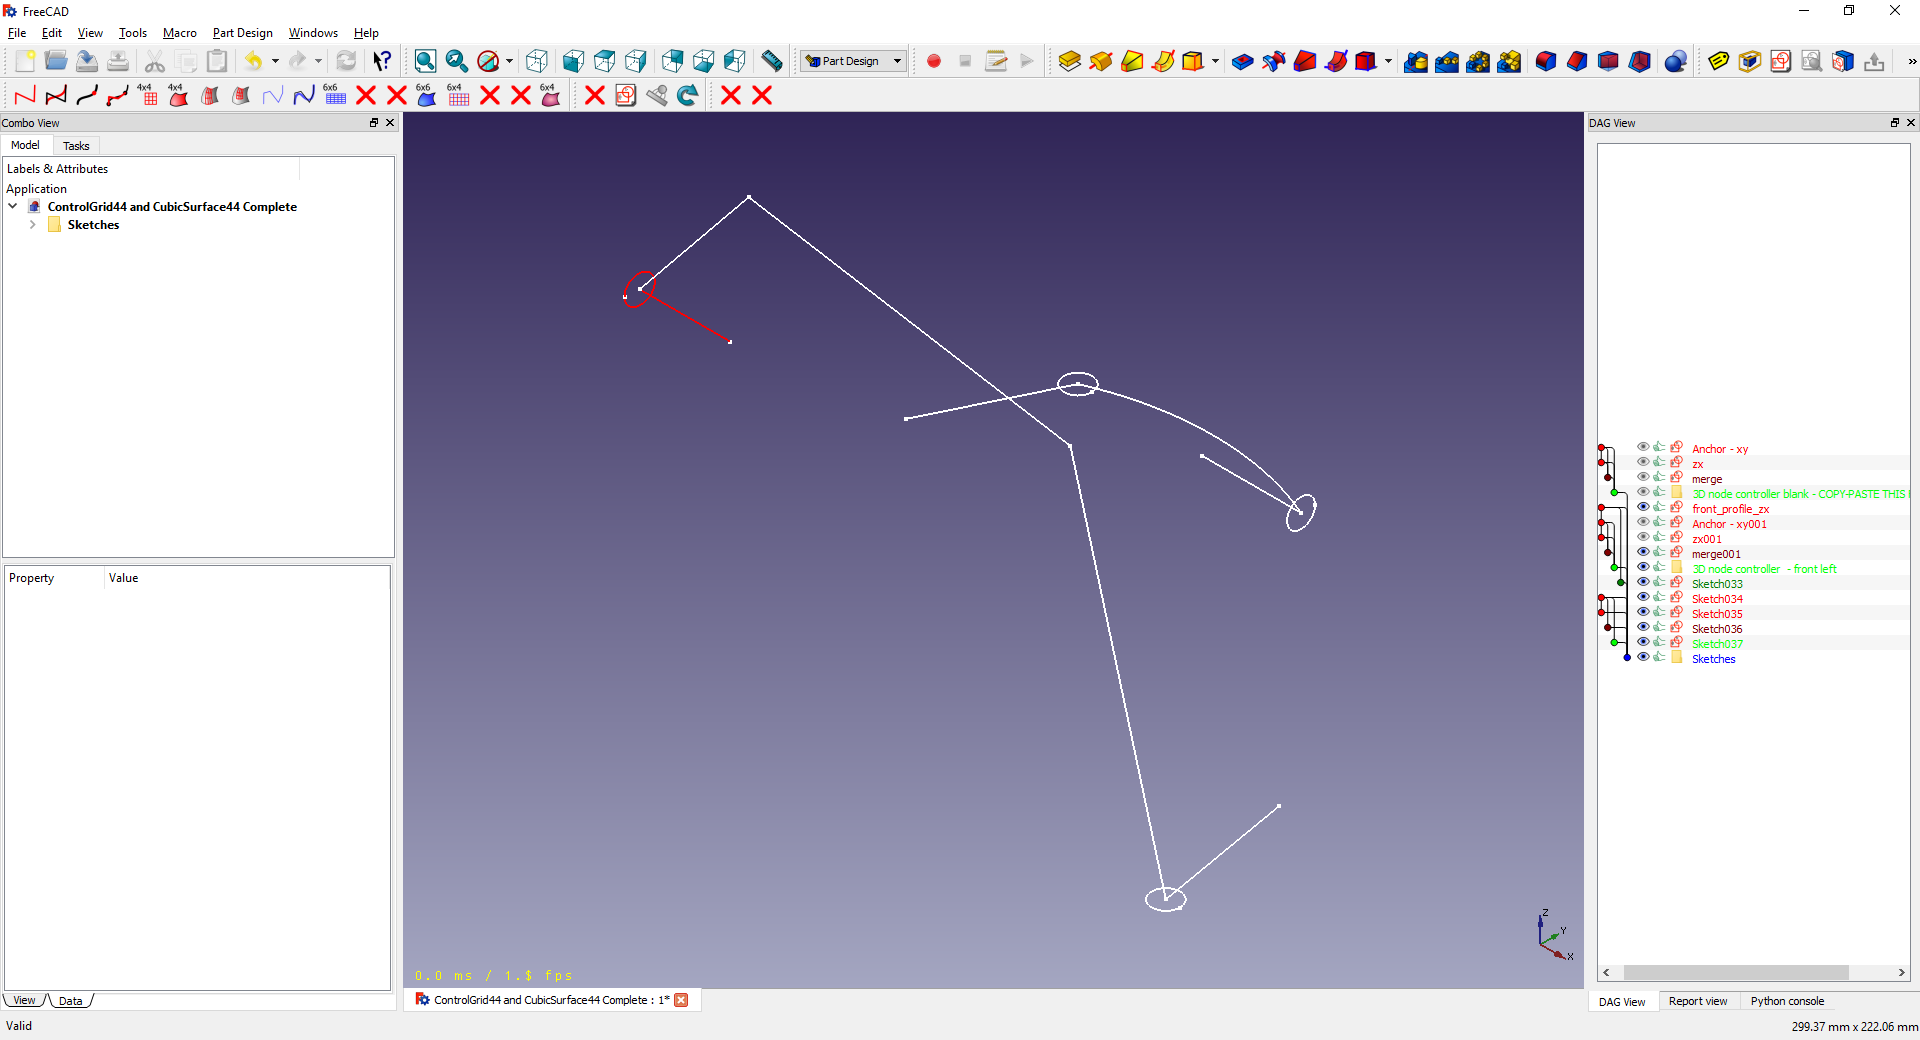 FreeCAD
File Edit View Tools Macro Part Design Windows Help
Part Design
4x4 4x4 6x6 6x6 6x4 6x4
Combo View
Model Tasks
Labels & Attributes
Application
ControlGrid44 and CubicSurface44 Complete
Sketches
Property Value
View Data
Valid
0.0 ms / 1.$ fps
Z
Y
X
ControlGrid44 and CubicSurface44 Complete : 1*
DAG View
Anchor - xy
zx
merge
3D node controller blank - COPY-PASTE THIS
front_profile_zx
Anchor - xy001
zx001
merge001
3D node controller - front left
Sketch033
Sketch034
Sketch035
Sketch036
Sketch037
Sketches
DAG View Report view Python console
299.37 mm x 222.06 mm